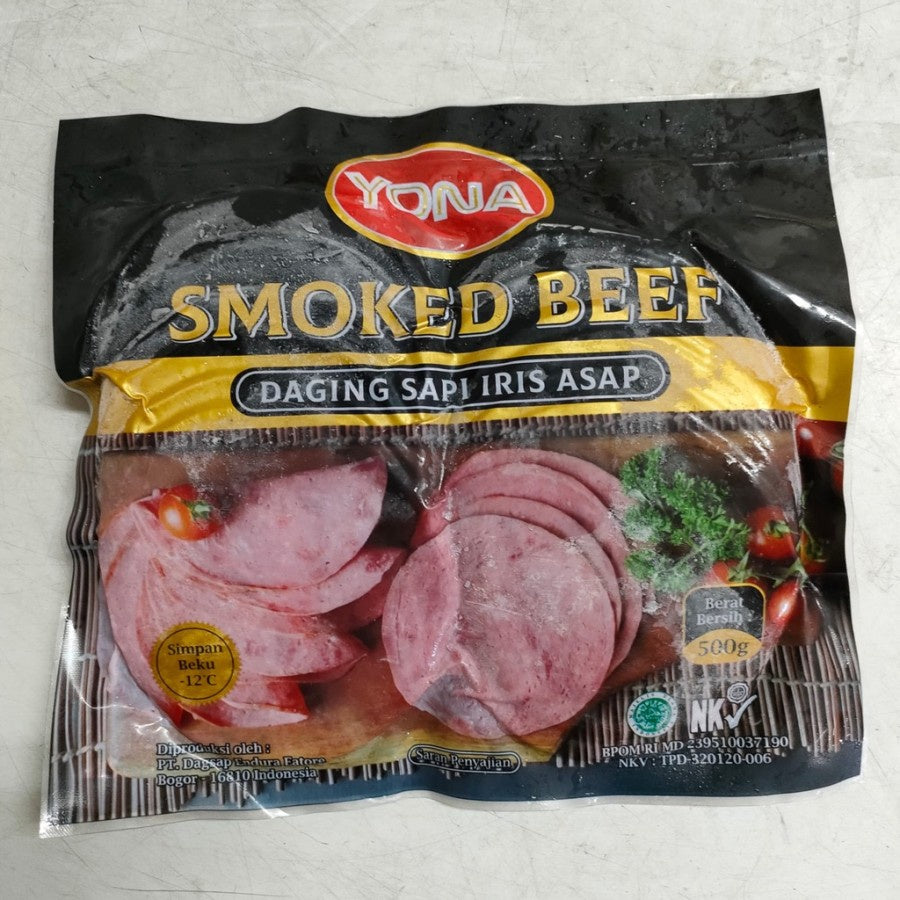 YONA
SMOKED BEEF
DAGING SAPI IRIS ASAP
Berat
Bersih :
500g
Simpan
Beku
-12°C
NK
Diproduksi oleh :
PT. Dagsap Endura Eatore
Bogor - 16810 Indonesia
Saran Penyajian
BPOM RI MD 239510037190
NKV : TPD-320120-006